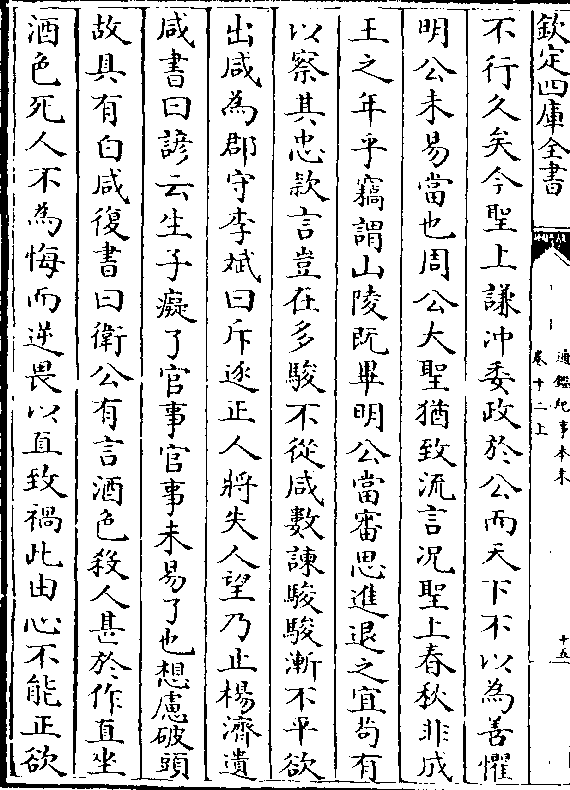 欽定四庫全書
通鑑紀事本末
卷十二上
十五
不行久矣今聖上謙冲委政於公而天下不以為善懼
明公未易當也周公大聖猶致流言况聖上春秋非成
王之年乎竊謂山陵既畢明公當審思進退之宜茍有
以察其忠款言豈在多駿不從咸數諫駿駿漸不平欲
出咸為郡守李斌曰斥逐正人將失人望乃止楊濟遺
咸書曰諺云生子癡了官事官事未易了也想慮破頭
故具有白咸復書曰衛公有言酒色殺人甚於作直坐
酒色死人不為悔而逆畏以直致禍此由心不能正欲